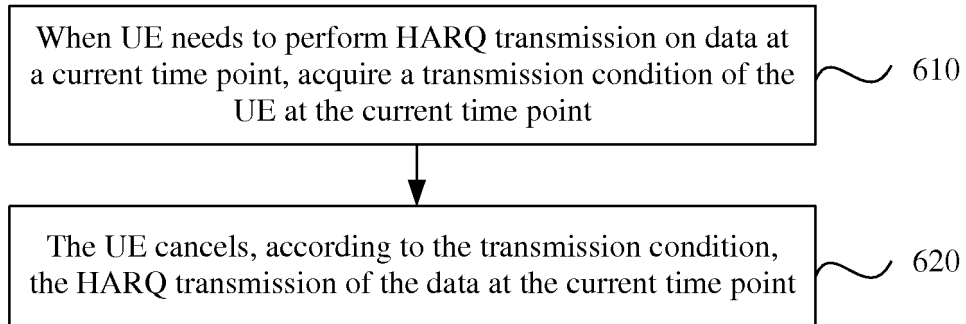 When UE needs to perform HARQ transmission on data at
a current time point, acquire a transmission condition of the
UE at the current time point
610
The UE cancels, according to the transmission condition,
the HARQ transmission of the data at the current time point
620